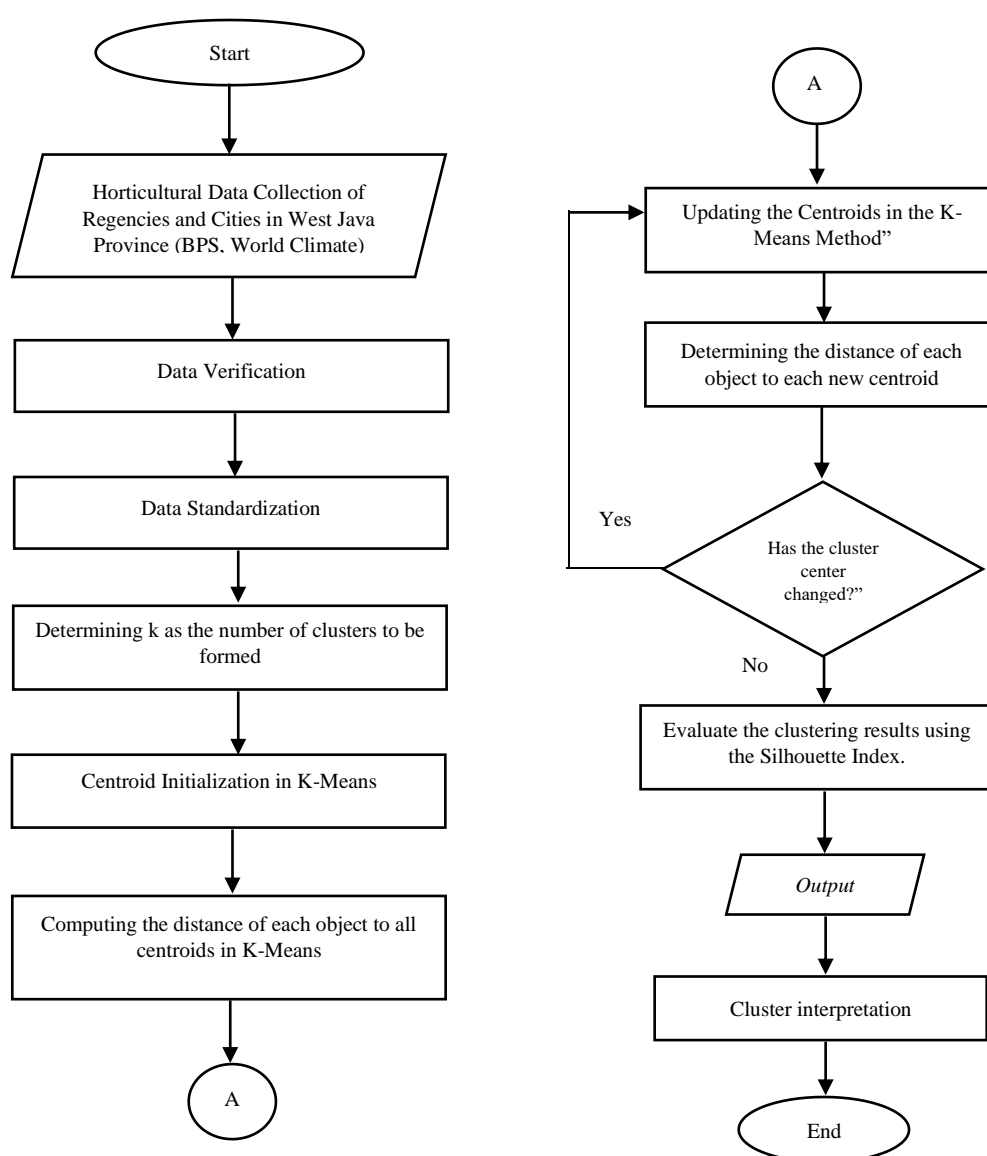 Start
Horticultural Data Collection of
Regencies and Cities in West Java
Province (BPS, World Climate)
Data Verification
Data Standardization
Determining k as the number of clusters to be
formed
Centroid Initialization in K-Means
Computing the distance of each object to all
centroids in K-Means
A
A
Updating the Centroids in the K-
Means Method”
Determining the distance of each
object to each new centroid
Yes
Has the cluster
center
changed?”
No
Evaluate the clustering results using
the Silhouette Index.
Output
Cluster interpretation
End